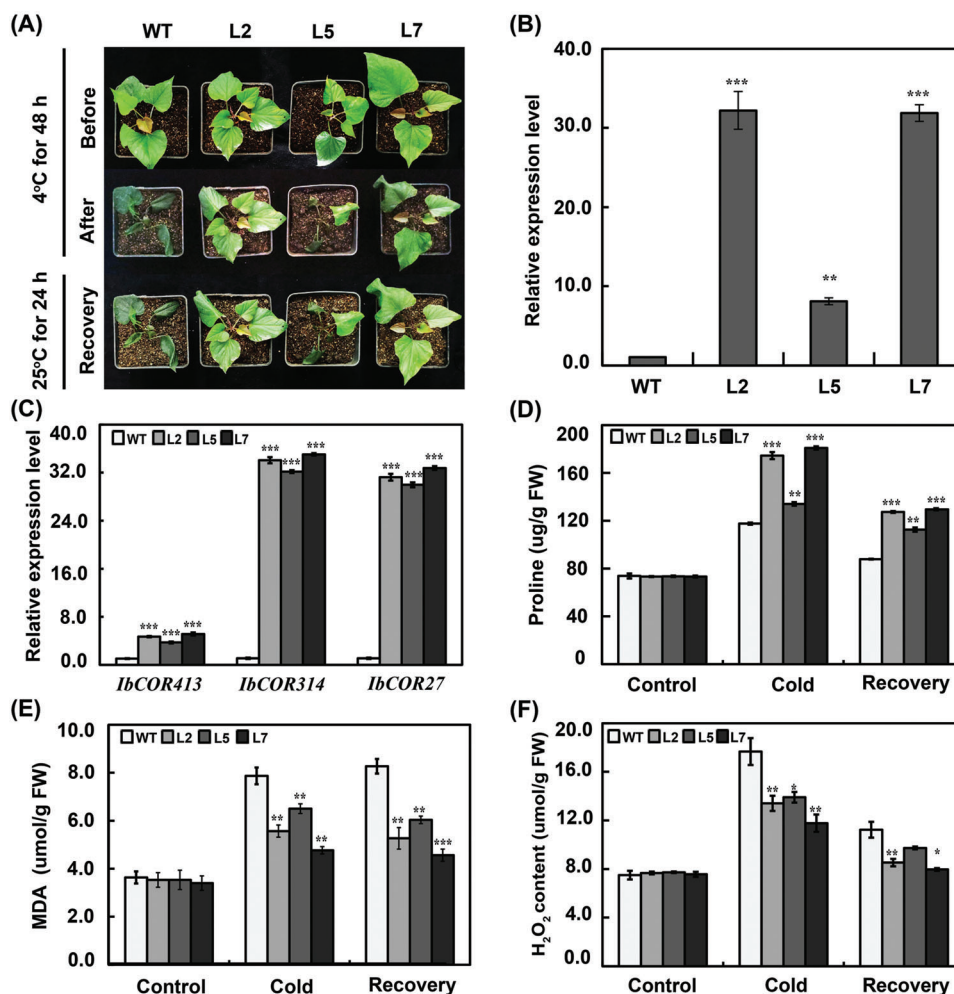 (A)
WT L2 L5 L7
4°C for 48 h
Before
After
25°C for 24 h
Recovery
(B)
Relative expression level
40.0
30.0
20.0
10.0
0.0
***
**
***
WT L2 L5 L7
(C)
WT L2 L5 L7
Relative expression level
40.0
32.0
24.0
16.0
8.0
0.0
*** *** ***
*** *** ***
*** *** ***
IbCOR413 IbCOR314 IbCOR27
(D)
WT L2 L5 L7
Proline (ug/g FW)
200
160
120
80
40
0
*** ** ***
*** ** ***
Control Cold Recovery
(E)
WT L2 L5 L7
MDA (umol/g FW)
10.0
8.0
6.0
4.0
2.0
0.0
** ** **
** ** ***
Control Cold Recovery
(F)
WT L2 L5 L7
H₂O₂ content (umol/g FW)
20.0
16.0
12.0
8.0
4.0
0.0
** * **
** *
Control Cold Recovery